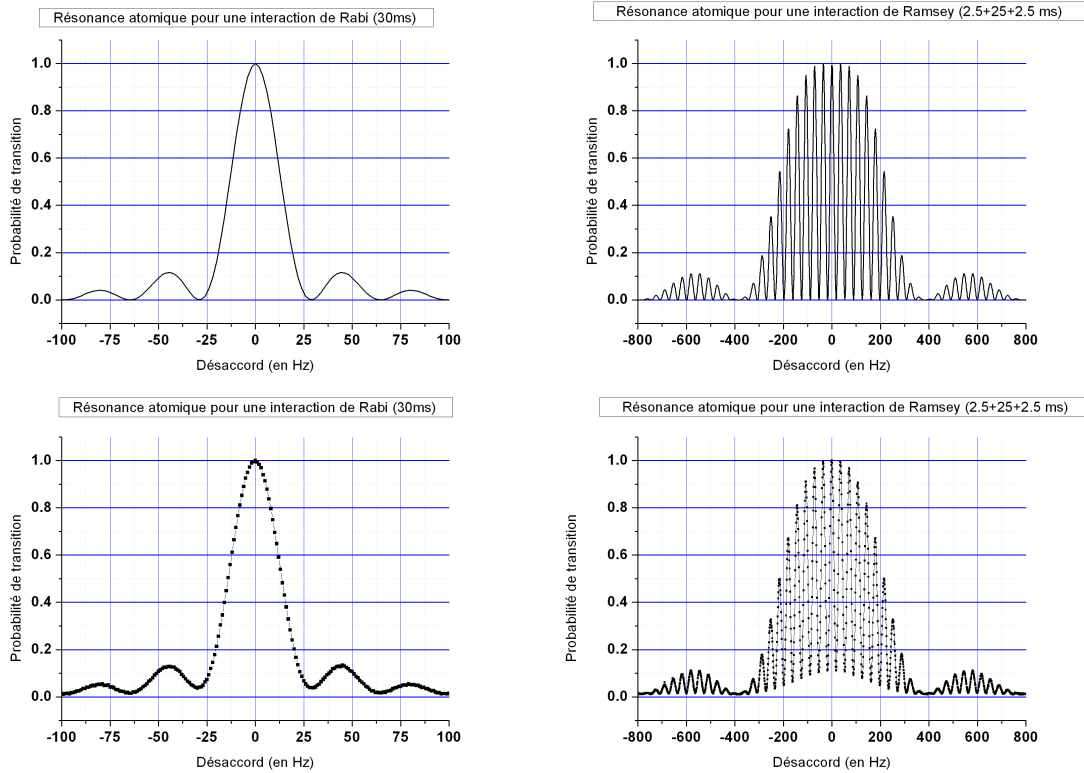 Résonance atomique pour une interaction de Rabi (30ms)
Probabilité de transition
1.0
0.8
0.6
0.4
0.2
0.0
-100 -75 -50 -25 0 25 50 75 100
Désaccord (en Hz)
Résonance atomique pour une interaction de Ramsey (2.5+25+2.5 ms)
Probabilité de transition
1.0
0.8
0.6
0.4
0.2
0.0
-800 -600 -400 -200 0 200 400 600 800
Désaccord (en Hz)
Résonance atomique pour une interaction de Rabi (30ms)
Probabilité de transition
1.0
0.8
0.6
0.4
0.2
0.0
-100 -75 -50 -25 0 25 50 75 100
Désaccord (en Hz)
Résonance atomique pour une interaction de Ramsey (2.5+25+2.5 ms)
Probabilité de transition
1.0
0.8
0.6
0.4
0.2
0.0
-800 -600 -400 -200 0 200 400 600 800
Désaccord (en Hz)